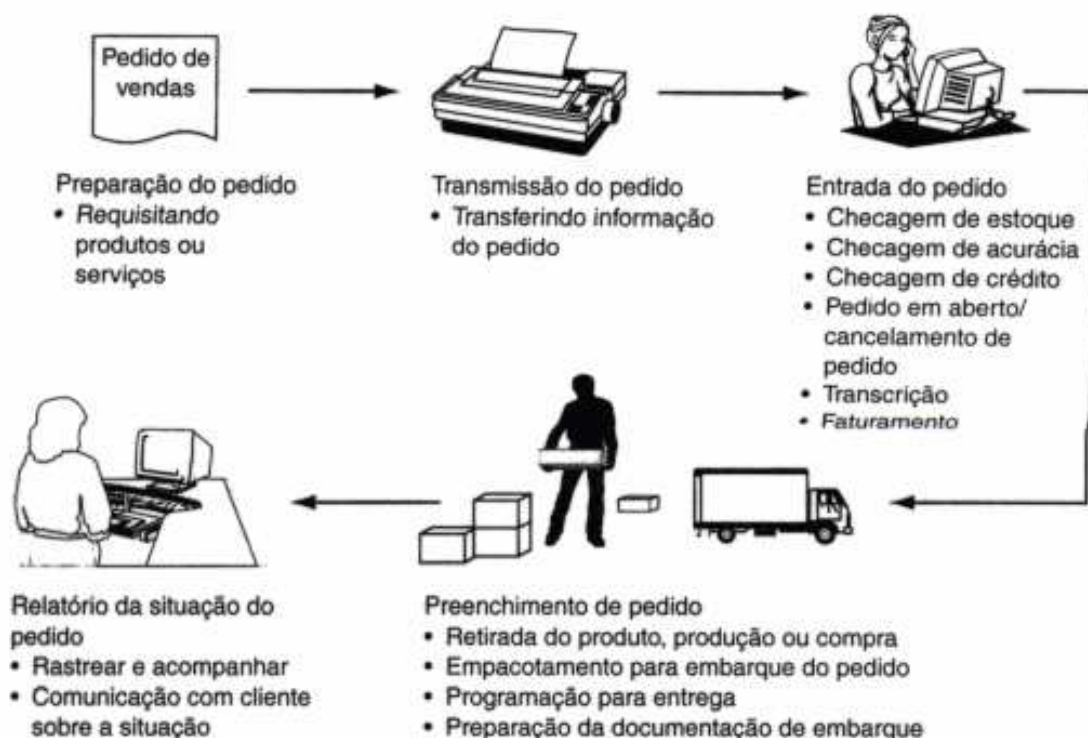 Pedido de
vendas
Preparação do pedido
• Requisitando
produtos ou
serviços
Transmissão do pedido
• Transferindo informação
do pedido
Entrada do pedido
• Checagem de estoque
• Checagem de acurácia
• Checagem de crédito
• Pedido em aberto/
cancelamento de
pedido
• Transcrição
• Faturamento
Preenchimento de pedido
• Retirada do produto, produção ou compra
• Empacotamento para embarque do pedido
• Programação para entrega
• Preparação da documentação de embarque
Relatório da situação do
pedido
• Rastrear e acompanhar
• Comunicação com cliente
sobre a situação